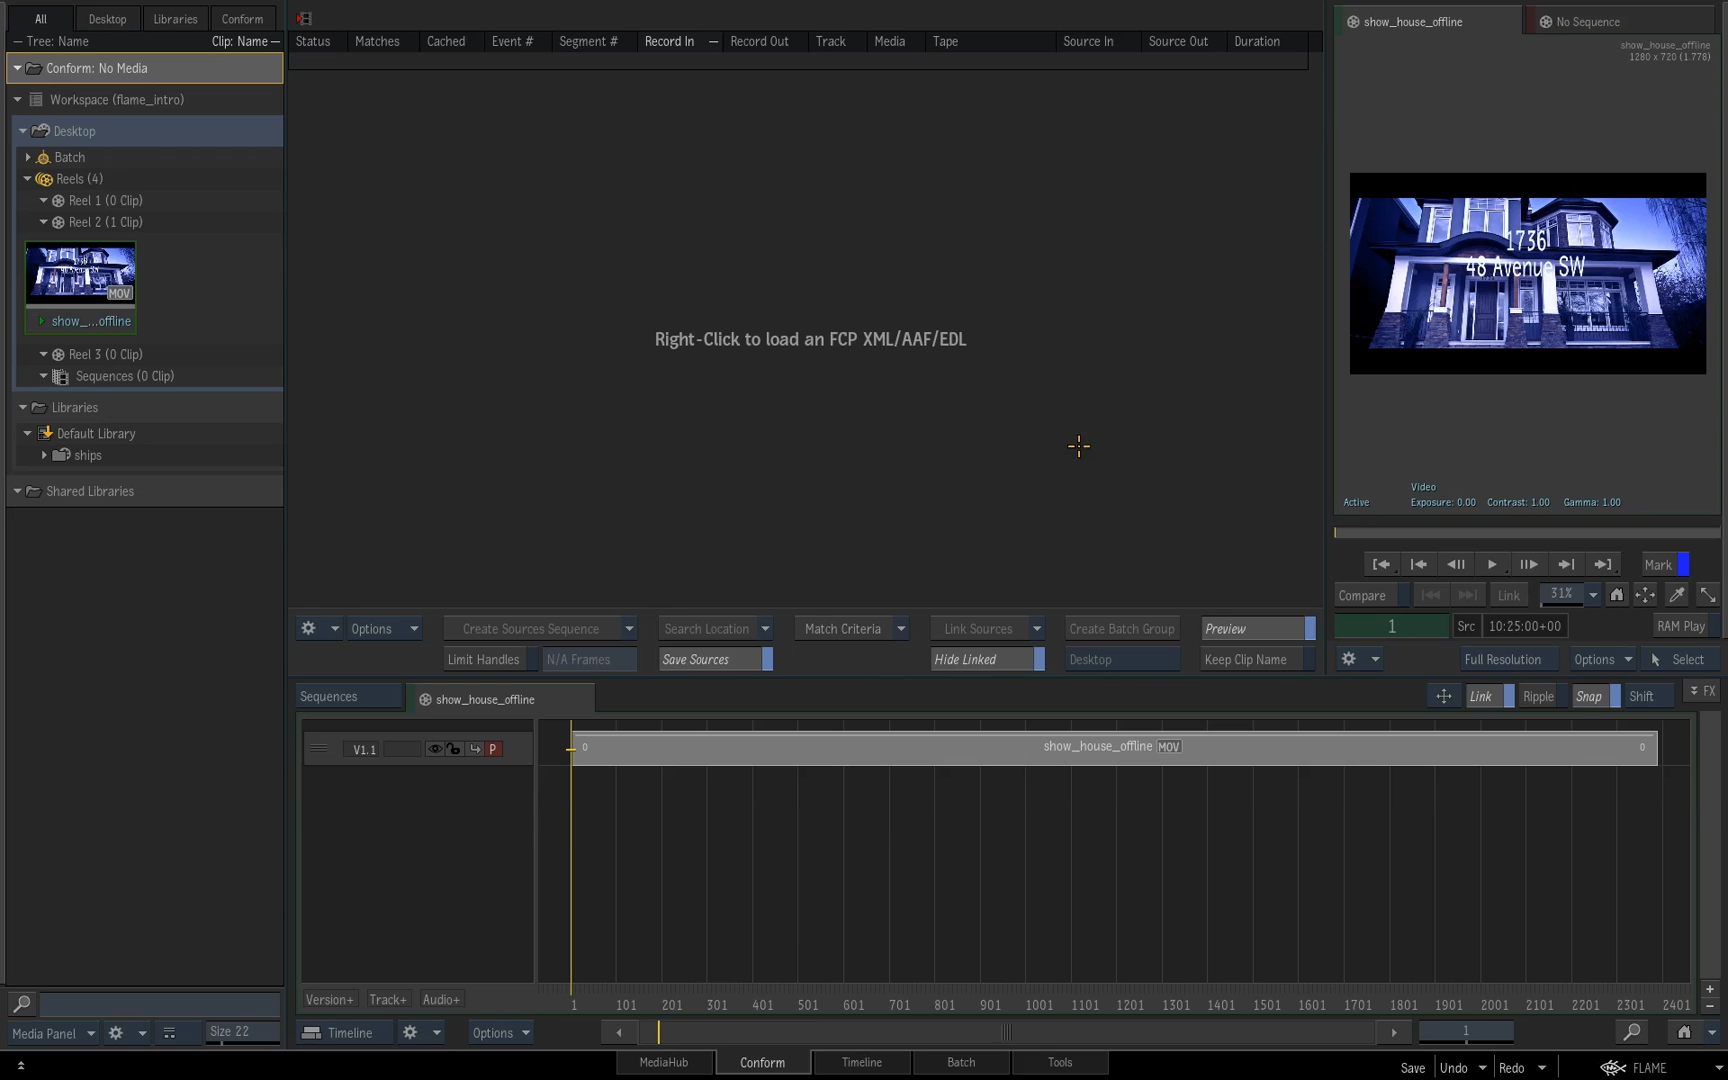 All Desktop Libraries Conform
Tree: Name Clip: Name
Conform: No Media
Workspace (flame_intro)
Desktop
Batch
Reels (4)
Reel 1 (0 Clip)
Reel 2 (1 Clip)
MOV
show_...offline
Reel 3 (0 Clip)
Sequences (0 Clip)
Libraries
Default Library
ships
Shared Libraries
Media Panel Size 22
Status Matches Cached Event # Segment # Record In Record Out Track Media Tape Source In Source Out Duration
Right-Click to load an FCP XML/AAF/EDL
Options Create Sources Sequence Search Location Match Criteria Link Sources Create Batch Group Preview
Limit Handles N/A Frames Save Sources Hide Linked Desktop Keep Clip Name
show_house_offline No Sequence
show_house_offline
1280 x 720 (1.778)
1736
48 Avenue SW
Video
Active Exposure: 0.00 Contrast: 1.00 Gamma: 1.00
Mark
Compare Link 31%
1 Src 10:25:00+00 RAM Play
Full Resolution Options Select
Sequences show_house_offline Link Ripple Snap Shift FX
V1.1 P 0 show_house_offline MOV 0
Version+ Track+ Audio+ 1 101 201 301 401 501 601 701 801 901 1001 1101 1201 1301 1401 1501 1601 1701 1801 1901 2001 2101 2201 2301 2401
Timeline Options 1
MediaHub Conform Timeline Batch Tools
Save Undo Redo FLAME